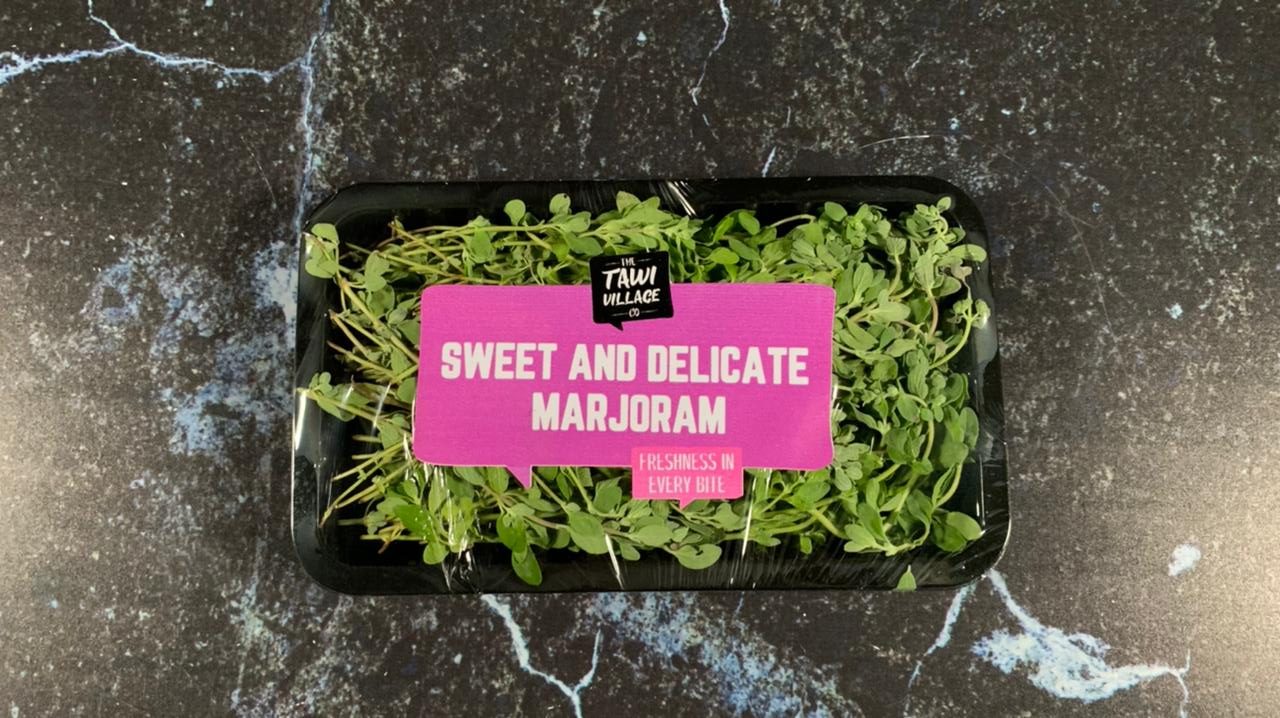 THE
TAWI
VILLAGE
CO
SWEET AND DELICATE
MARJORAM
FRESHNESS IN
EVERY BITE